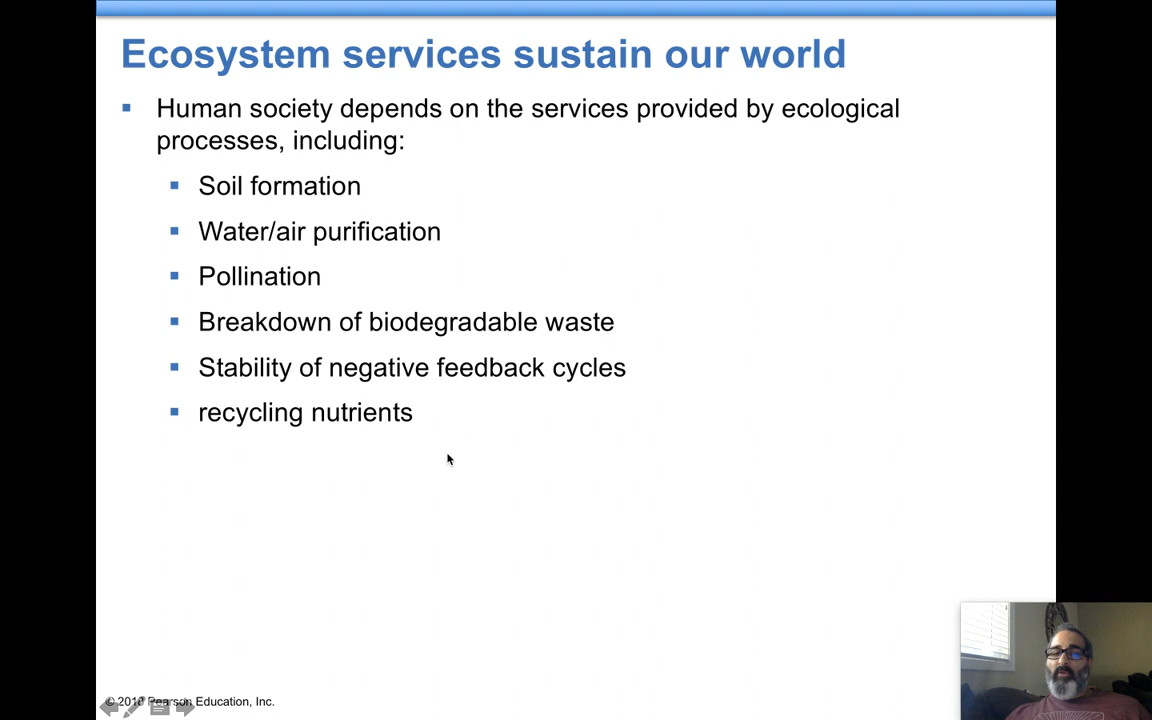 Ecosystem services sustain our world
Human society depends on the services provided by ecological
processes, including:
Soil formation
Water/air purification
Pollination
Breakdown of biodegradable waste
Stability of negative feedback cycles
recycling nutrients
© Pearson Education, Inc.